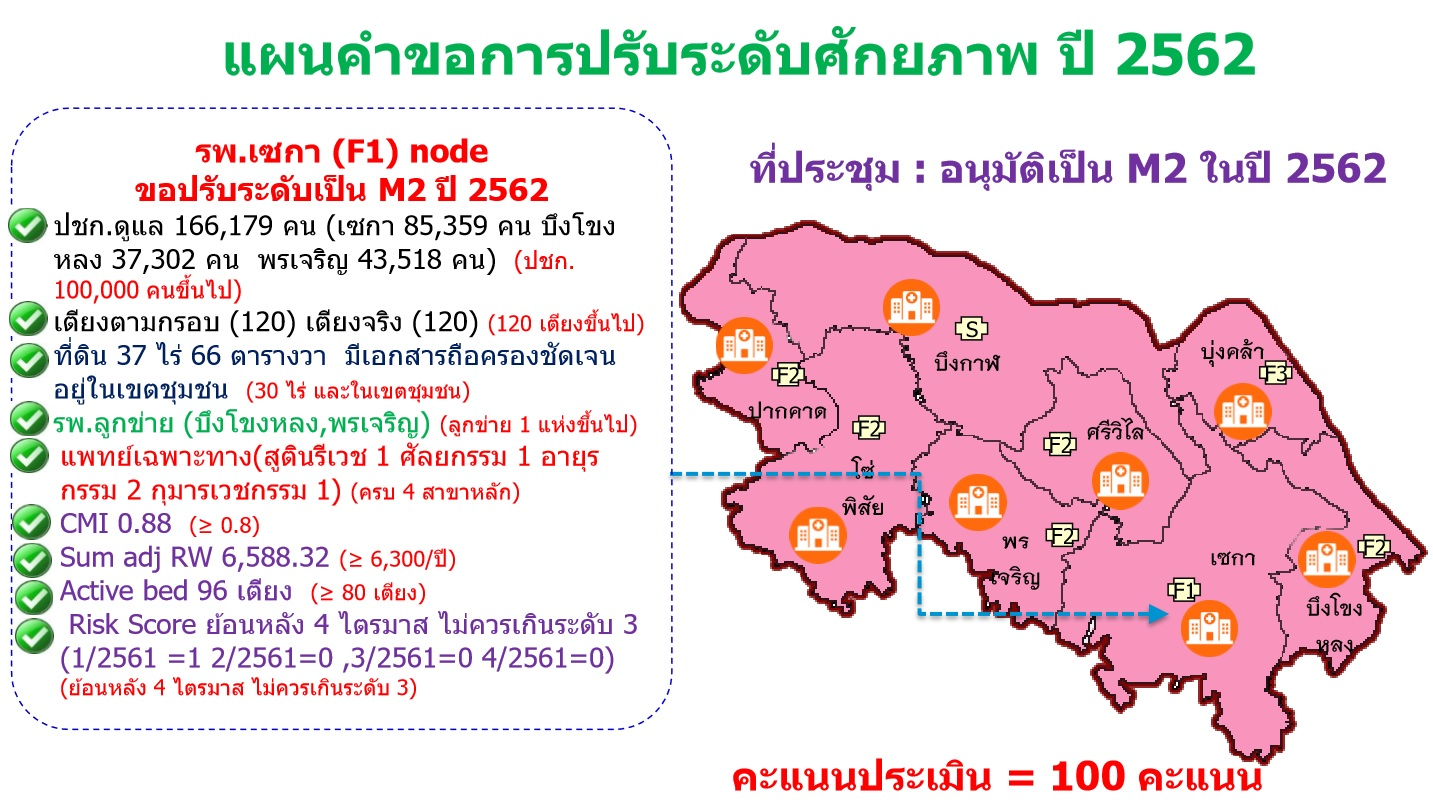 แผนคำขอการปรับระดับศักยภาพ ปี 2562
รพ.เซกา (F1) node
ขอปรับระดับเป็น M2 ปี 2562
ปชก.ดูแล 166,179 คน (เซกา 85,359 คน บึงโขง
หลง 37,302 คน พรเจริญ 43,518 คน) (ปชก.
100,000 คนขึ้นไป)
เตียงตามกรอบ (120) เตียงจริง (120) (120 เตียงขึ้นไป)
ที่ดิน 37 ไร่ 66 ตารางวา มีเอกสารถือครองชัดเจน
อยู่ในเขตชุมชน (30 ไร่ และในเขตชุมชน)
รพ.ลูกข่าย (บึงโขงหลง,พรเจริญ) (ลูกข่าย 1 แห่งขึ้นไป)
แพทย์เฉพาะทาง(สูตินรีเวช 1 ศัลยกรรม 1 อายุร
กรรม 2 กุมารเวชกรรม 1) (ครบ 4 สาขาหลัก)
CMI 0.88 (≥ 0.8)
Sum adj RW 6,588.32 (≥ 6,300/ปี)
Active bed 96 เตียง (≥ 80 เตียง)
Risk Score ย้อนหลัง 4 ไตรมาส ไม่ควรเกินระดับ 3
(1/2561 =1 2/2561=0 ,3/2561=0 4/2561=0)
(ย้อนหลัง 4 ไตรมาส ไม่ควรเกินระดับ 3)
ที่ประชุม : อนุมัติเป็น M2 ในปี 2562
S
บึงกาฬ
บุ่งคล้า
F3
F2
ปากคาด
F2
โซ่
พิสัย
ศรีวิไล
F2
F2
พร
เจริญ
เซกา
F1
F2
บึงโขง
หลง
คะแนนประเมิน = 100 คะแนน